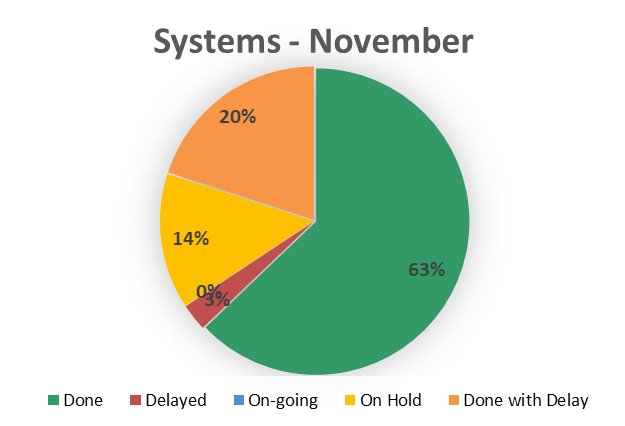 Systems - November
20%
14%
0%
3%
63%
Done Delayed On-going On Hold Done with Delay